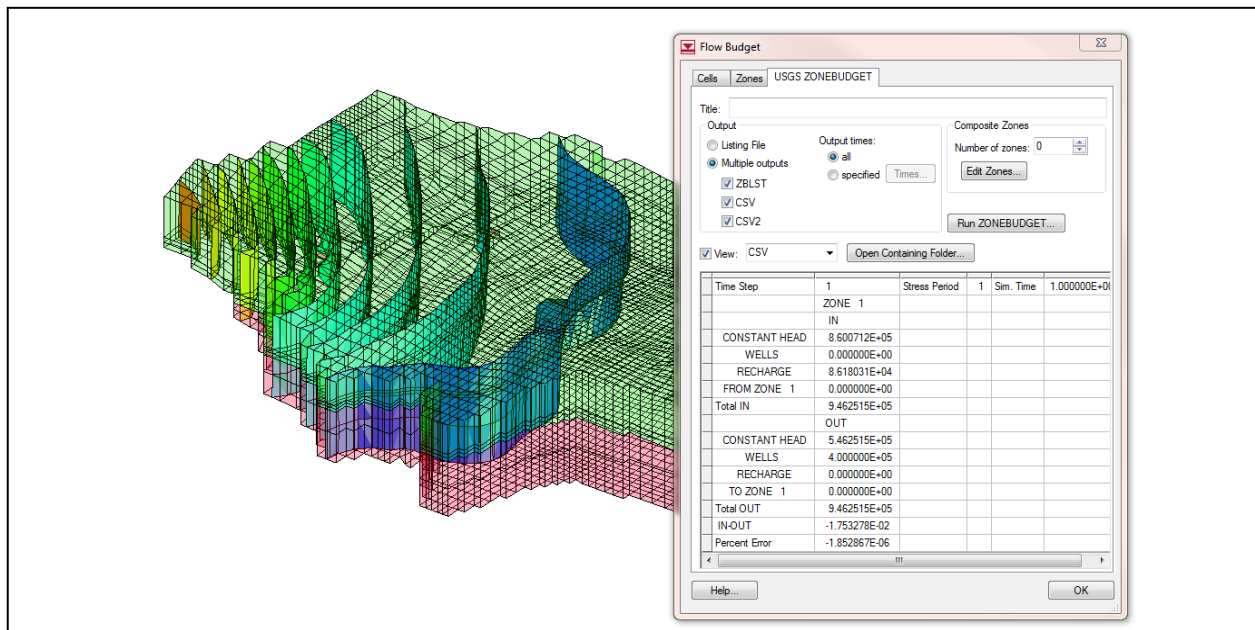 Flow Budget
Cells Zones USGS ZONEBUDGET
Title:
Output
Listing File
Multiple outputs
ZBLST
CSV
CSV2
Output times:
all
specified Times...
Composite Zones
Number of zones: 0
Edit Zones...
Run ZONEBUDGET...
View: CSV Open Containing Folder...
Time Step 1 Stress Period 1 Sim. Time 1.000000E+00
ZONE 1
IN
CONSTANT HEAD 8.600712E+05
WELLS 0.000000E+00
RECHARGE 8.618031E+04
FROM ZONE 1 0.000000E+00
Total IN 9.462515E+05
OUT
CONSTANT HEAD 5.462515E+05
WELLS 4.000000E+05
RECHARGE 0.000000E+00
TO ZONE 1 0.000000E+00
Total OUT 9.462515E+05
IN-OUT -1.753278E-02
Percent Error -1.852867E-06
Help... OK